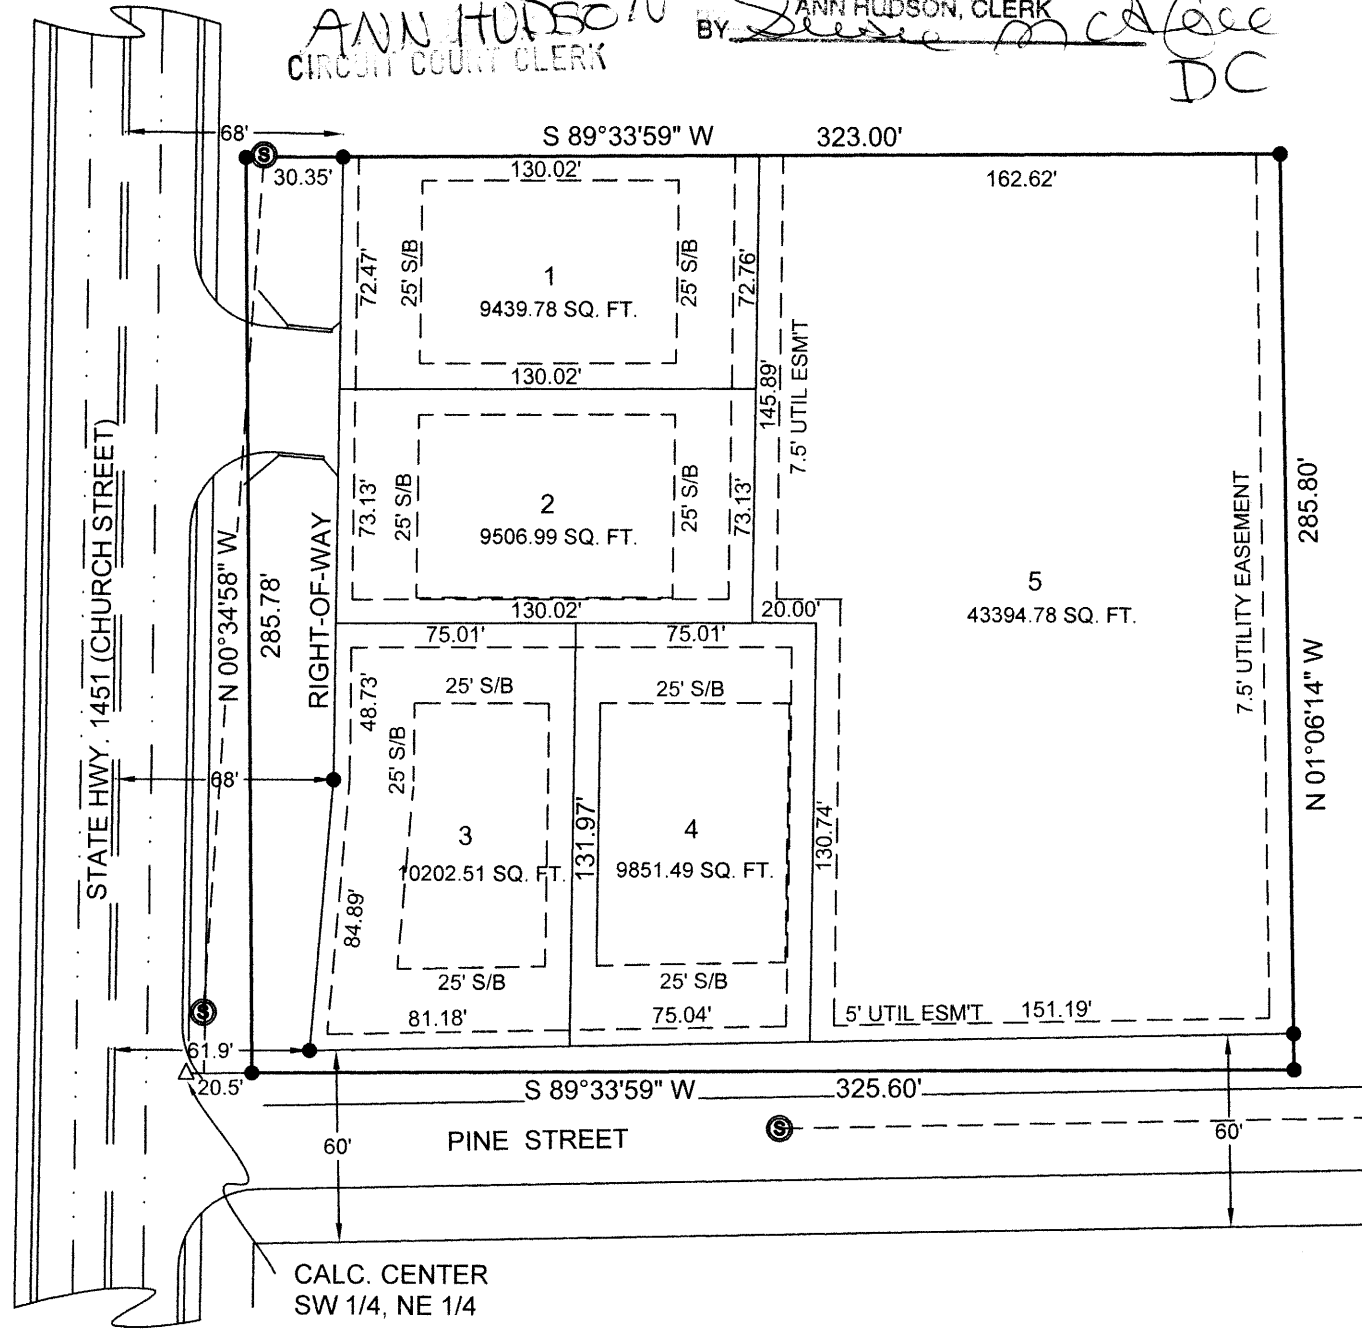 ANN HUDSON
CIRCUIT COURT CLERK
ANN HUDSON, CLERK
BY
DC
68'
S 89°33'59" W 323.00'
30.35'
130.02'
162.62'
72.47'
25' S/B
1
9439.78 SQ. FT.
25' S/B
72.76'
130.02'
145.89'
7.5' UTIL ESM'T
STATE HWY. 1451 (CHURCH STREET)
N 00°34'58" W
285.78'
RIGHT-OF-WAY
73.13'
25' S/B
2
9506.99 SQ. FT.
25' S/B
73.13'
130.02'
20.00'
5
43394.78 SQ. FT.
7.5' UTILITY EASEMENT
285.80'
N 01°06'14" W
75.01'
75.01'
48.73'
25' S/B
25' S/B
25' S/B
68'
3
10202.51 SQ. FT.
131.97'
4
9851.49 SQ. FT.
130.74'
84.89'
25' S/B
25' S/B
81.18'
75.04'
5' UTIL ESM'T 151.19'
S
S
61.9'
20.5'
S 89°33'59" W 325.60'
60'
PINE STREET
S
60'
CALC. CENTER
SW 1/4, NE 1/4